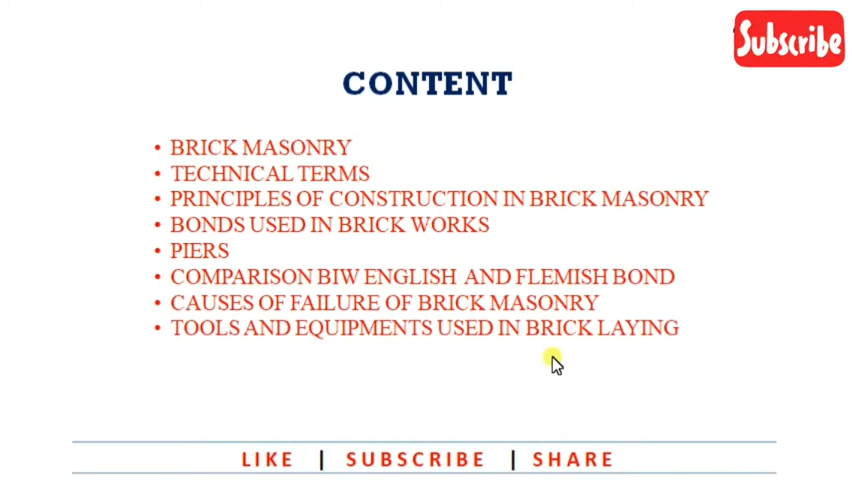 Subscribe
CONTENT
• BRICK MASONRY
• TECHNICAL TERMS
• PRINCIPLES OF CONSTRUCTION IN BRICK MASONRY
• BONDS USED IN BRICK WORKS
• PIERS
• COMPARISON BIW ENGLISH AND FLEMISH BOND
• CAUSES OF FAILURE OF BRICK MASONRY
• TOOLS AND EQUIPMENTS USED IN BRICK LAYING
LIKE | SUBSCRIBE | SHARE